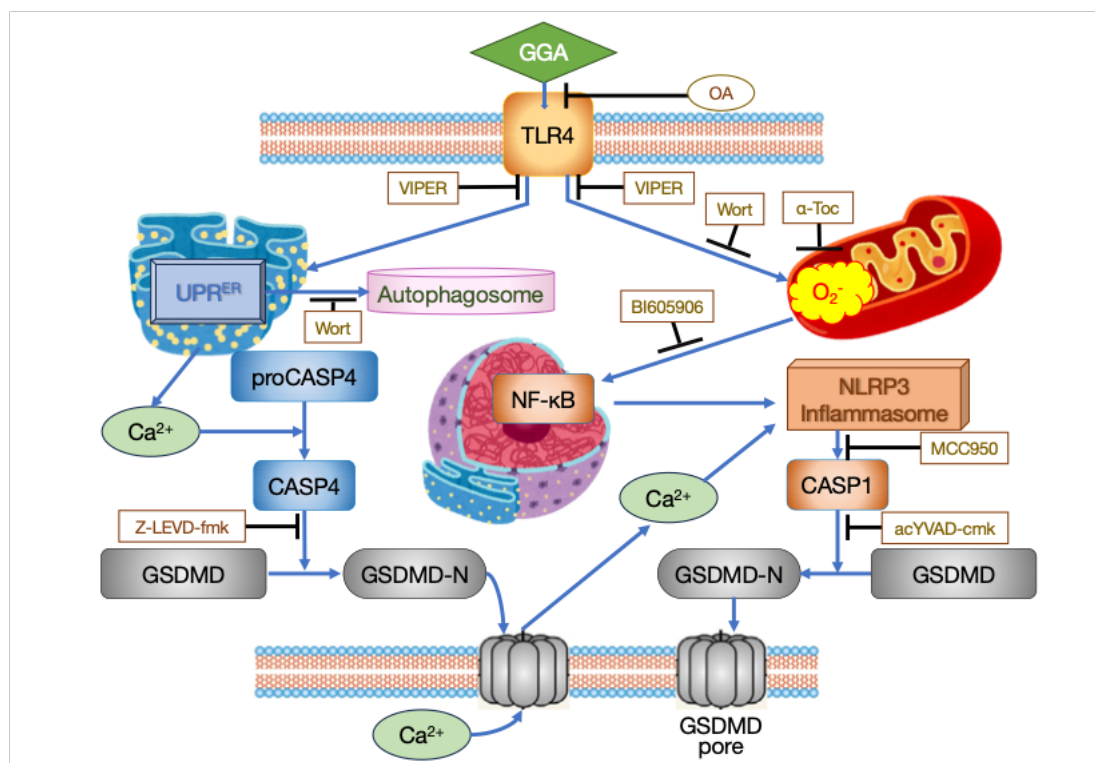 GGA
OA
TLR4
VIPER
VIPER
Wort
α-Toc
UPRᴱᴿ
Autophagosome
O₂⁻
Wort
BI605906
proCASP4
NF-κB
NLRP3
Inflammasome
Ca²⁺
MCC950
CASP4
Ca²⁺
CASP1
Z-LEVD-fmk
acYVAD-cmk
GSDMD
GSDMD-N
GSDMD-N
GSDMD
Ca²⁺
GSDMD
pore